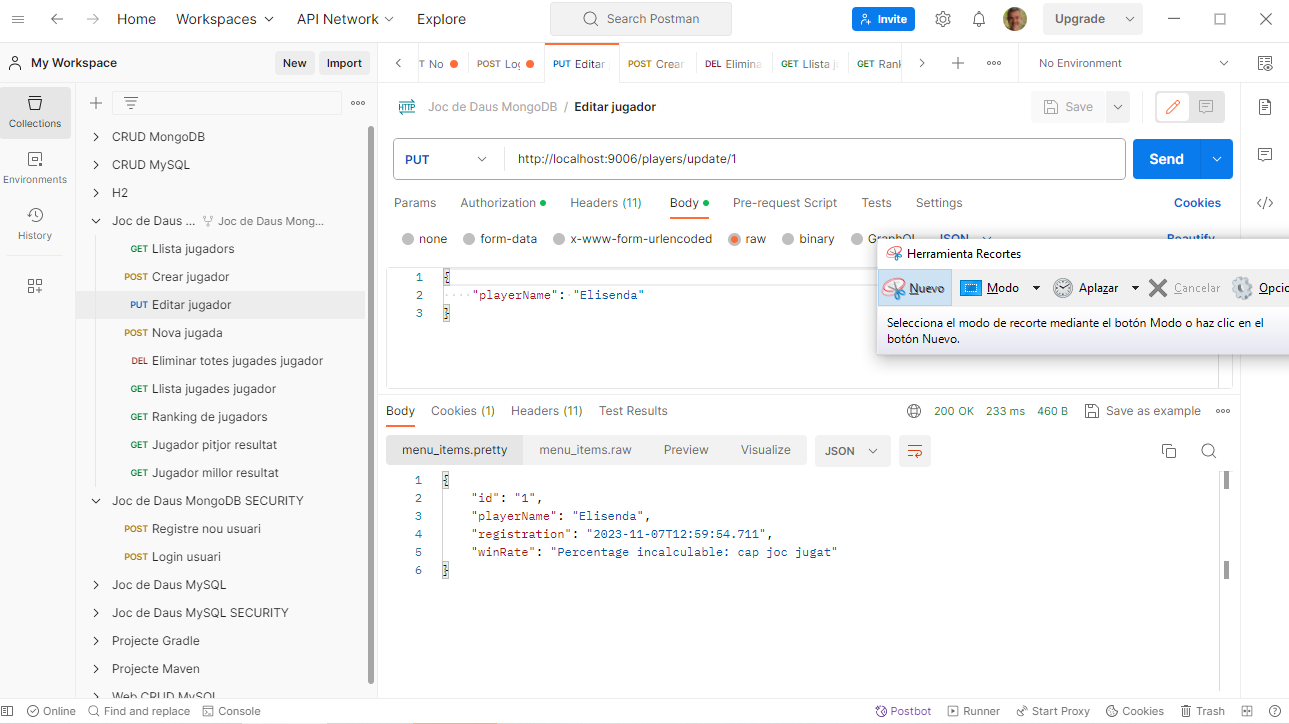 Home Workspaces API Network Explore Search Postman Invite Upgrade
My Workspace New Import
No POST Log PUT Editar POST Crear DEL Elimina GET Llista j GET Rank No Environment
Collections
Environments
History
CRUD MongoDB
CRUD MySQL
H2
Joc de Daus ... Joc de Daus Mong...
GET Llista jugadors
POST Crear jugador
PUT Editar jugador
POST Nova jugada
DEL Eliminar totes jugades jugador
GET Llista jugades jugador
GET Ranking de jugadors
GET Jugador pitjor resultat
GET Jugador millor resultat
Joc de Daus MongoDB SECURITY
POST Registre nou usuari
POST Login usuari
Joc de Daus MySQL
Joc de Daus MySQL SECURITY
Projecte Gradle
Projecte Maven
Web CRUD MySQL
HTTP Joc de Daus MongoDB / Editar jugador Save
PUT http://localhost:9006/players/update/1 Send
Params Authorization Headers (11) Body Pre-request Script Tests Settings Cookies
none form-data x-www-form-urlencoded raw binary GraphQL JSON Beautify
1 {
2 "playerName": "Elisenda"
3 }
Herramienta Recortes
Nuevo Modo Aplazar Cancelar Opcio
Selecciona el modo de recorte mediante el botón Modo o haz clic en el
botón Nuevo.
Body Cookies (1) Headers (11) Test Results 200 OK 233 ms 460 B Save as example
menu_items.pretty menu_items.raw Preview Visualize JSON
1 {
2 "id": "1",
3 "playerName": "Elisenda",
4 "registration": "2023-11-07T12:59:54.711",
5 "winRate": "Percentage incalculable: cap joc jugat"
6 }
Online Find and replace Console Postbot Runner Start Proxy Cookies Trash